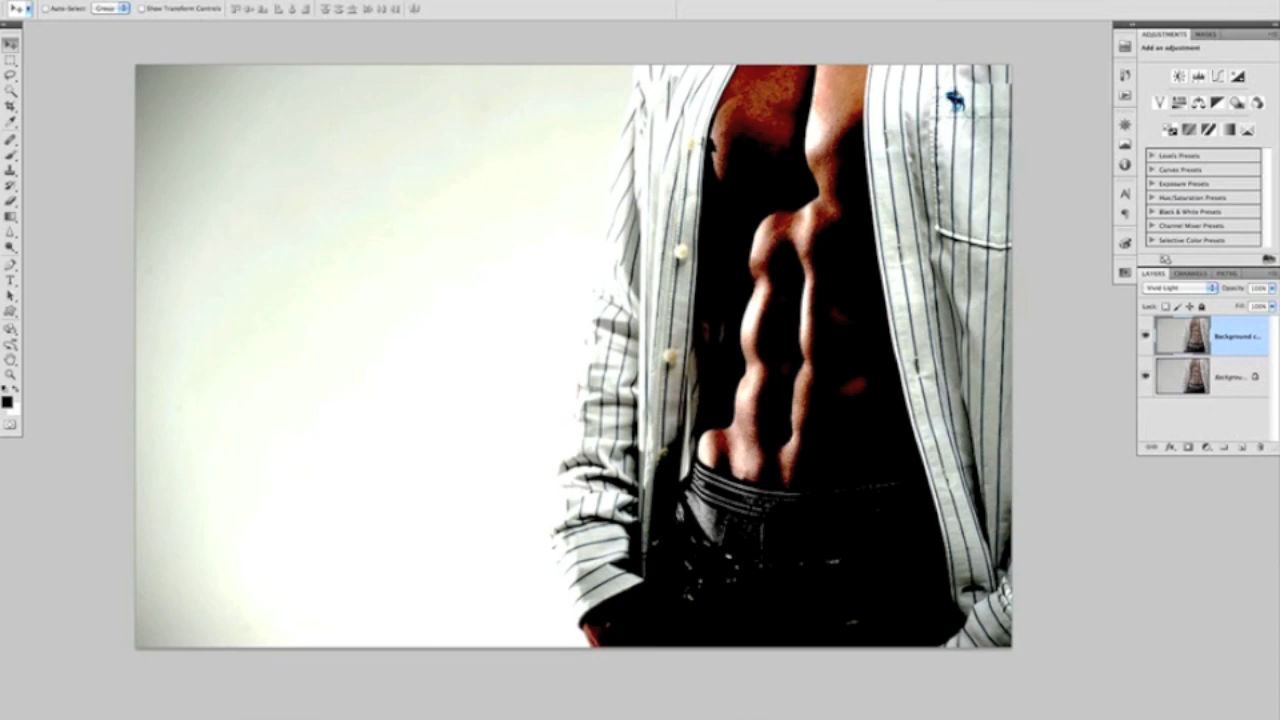 Auto-Select: Group Show Transform Controls
ADJUSTMENTS MASKS
Add an adjustment
Levels Presets
Curves Presets
Exposure Presets
Hue/Saturation Presets
Black & White Presets
Channel Mixer Presets
Selective Color Presets
LAYERS CHANNELS PATHS
Vivid Light Opacity: 100%
Lock: Fill: 100%
Background c...
Backgrou...